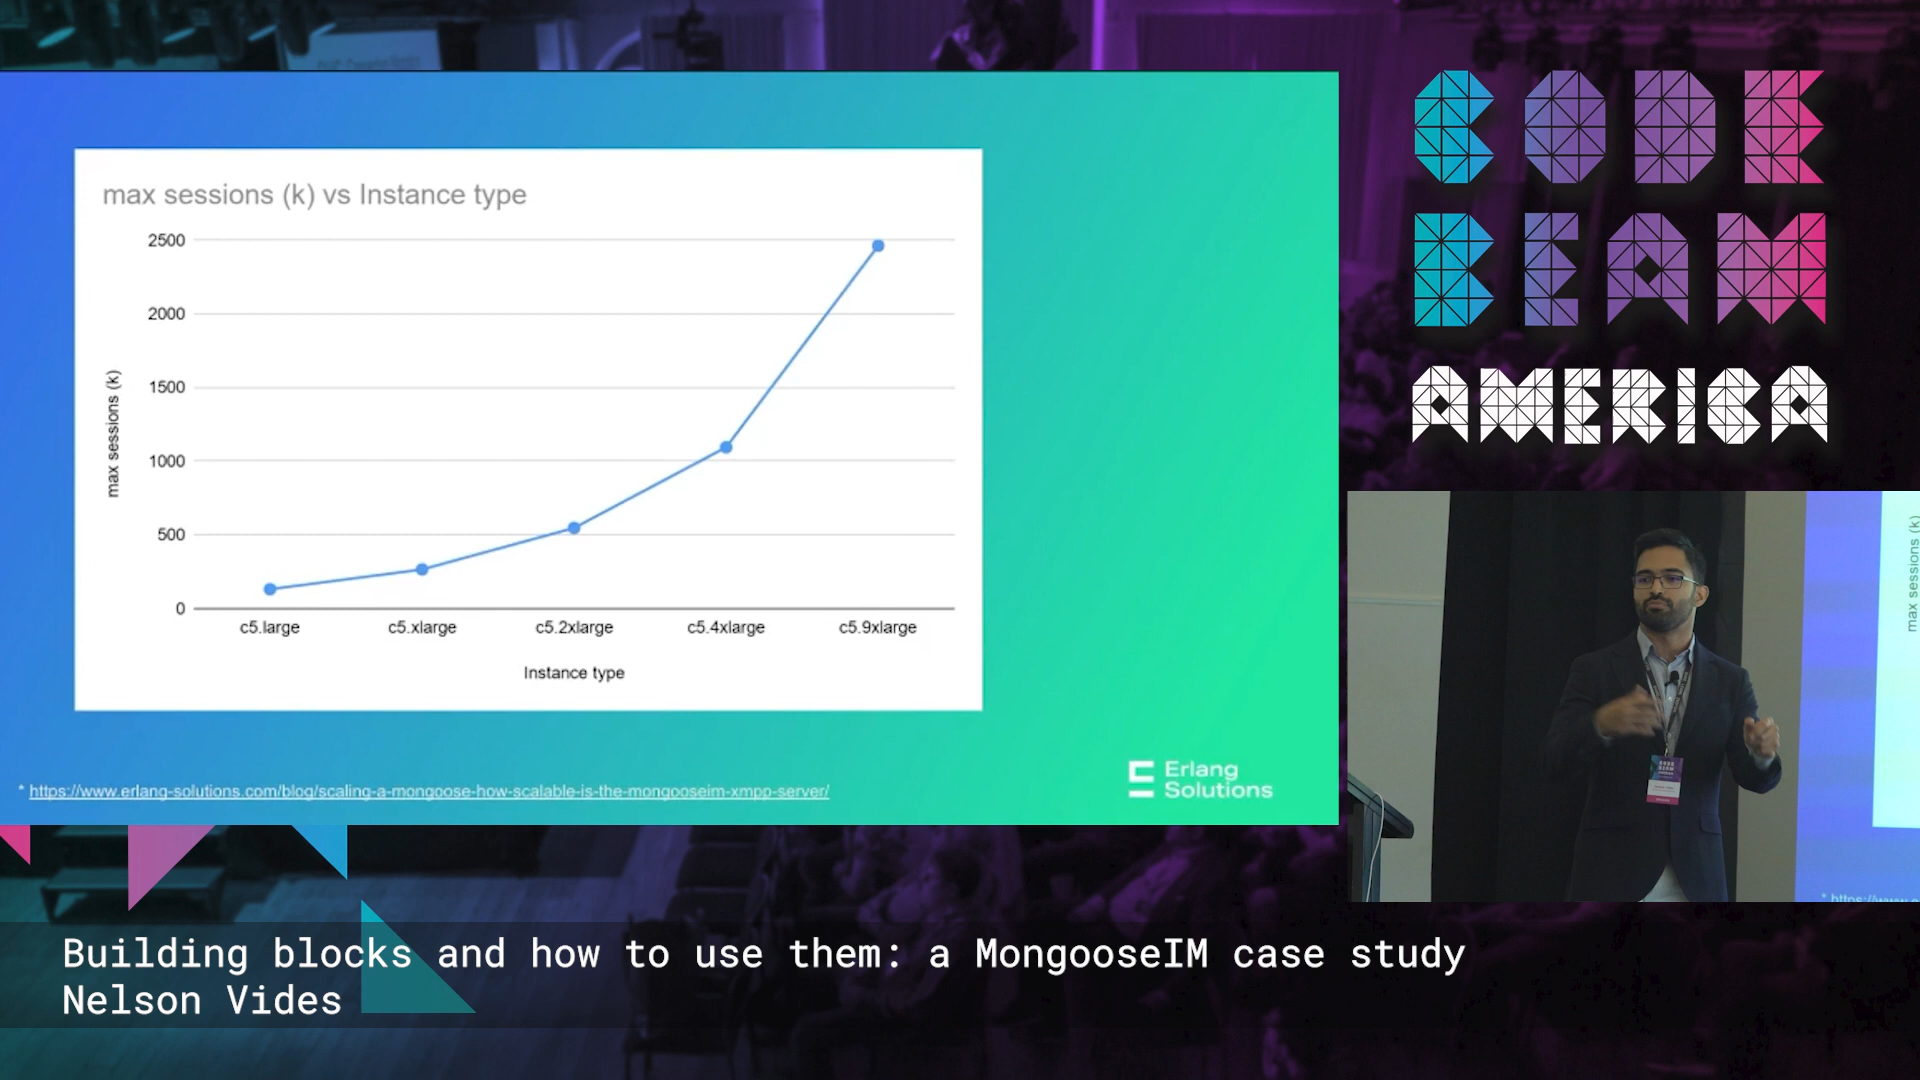 max sessions (k) vs Instance type
2500
2000
1500
1000
500
0
max sessions (k)
c5.large c5.xlarge c5.2xlarge c5.4xlarge c5.9xlarge
Instance type
* https://www.erlang-solutions.com/blog/scaling-a-mongoose-how-scalable-is-the-mongooseim-xmpp-server/
Erlang
Solutions
CODE
BEAM
AMERICA
max sessions (k)
Building blocks and how to use them: a MongooseIM case study
Nelson Vides